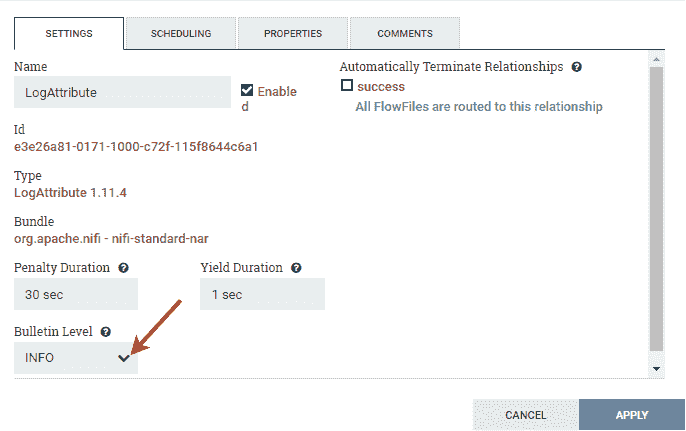 SETTINGS
SCHEDULING
PROPERTIES
COMMENTS
Name
LogAttribute
Enable
d
Id
e3e26a81-0171-1000-c72f-115f8644c6a1
Type
LogAttribute 1.11.4
Bundle
org.apache.nifi - nifi-standard-nar
Penalty Duration ?
Yield Duration ?
30 sec
1 sec
Bulletin Level ?
INFO
Automatically Terminate Relationships ?
success
All FlowFiles are routed to this relationship
CANCEL
APPLY